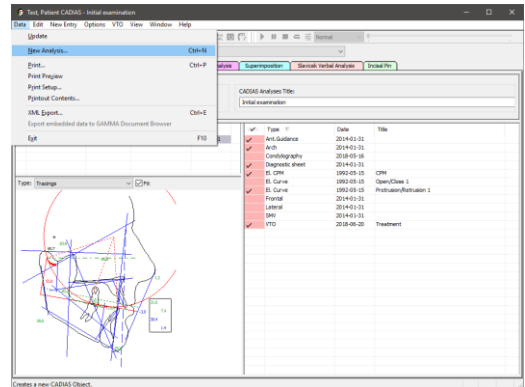 Test, Patient CADIAS - Initial examination
Data Edit New Entry Options VTO View Window Help
Update
New Analysis... Ctrl+N
Print... Ctrl+P
Print Preview
Print Setup...
Printout Contents...
XML Export... Ctrl+E
Export embedded data to GAMMA Document Browser
Exit F10
Normal
Superimposition Slavicek Verbal Analysis Incisal Pin
CADIAS Analyses Title:
Initial examination
Type Date Title
Ant.Guidance 2014-01-31
Arch 2014-01-31
Condylography 2018-05-16
Diagnostic sheet 2014-01-31
El. CPM 1992-05-15 CPM
El. Curve 1992-05-15 Open/Close 1
El. Curve 1992-05-15 Protrusion/Retrusion 1
Frontal 2014-01-31
Lateral 2014-01-31
SMV 2014-01-31
VTO 2018-06-20 Treatment
Type: Tracings Fit
Creates a new CADIAS Object.